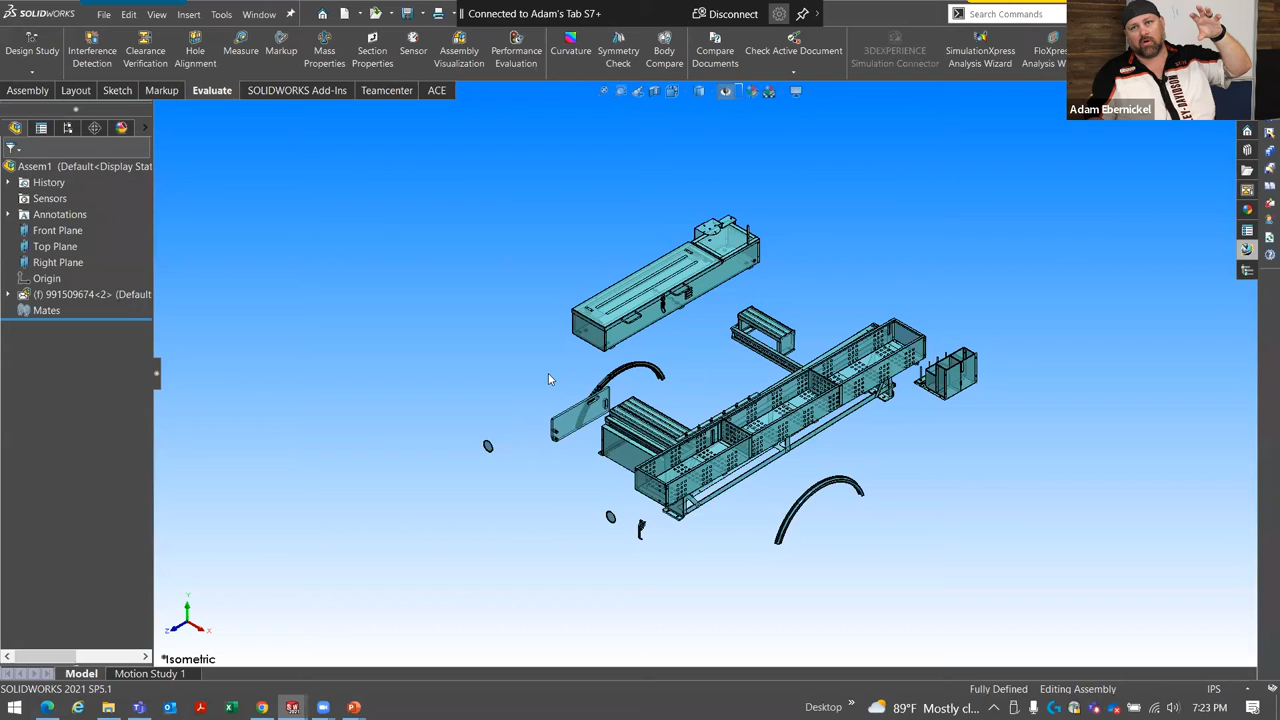 SOLIDWORKS File Edit View Insert Tools Window Connected to Adam's Tab S7+ Disconnect Search Commands
Design Study Interference Detection Clearance Verification Hole Alignment Measure Markup Mass Properties Sensor Assembly Visualization Performance Evaluation Curvature Symmetry Check Body Compare Compare Documents Check Active Document 3DEXPERIENCE Simulation Connector SimulationXpress Analysis Wizard FloXpress Analysis W
Assembly Layout Sketch Markup Evaluate SOLIDWORKS Add-Ins Teamcenter ACE
Adam Ebernickel
HARLEY-DAVIDSON
Assem1 (Default<Display Stat
History
Sensors
Annotations
Front Plane
Top Plane
Right Plane
Origin
(f) 991509674<2> (Default
Mates
Y
Z X
*Isometric
Model Motion Study 1
SOLIDWORKS 2021 SP5.1 Fully Defined Editing Assembly IPS
Desktop 89°F Mostly cl... 7:23 PM